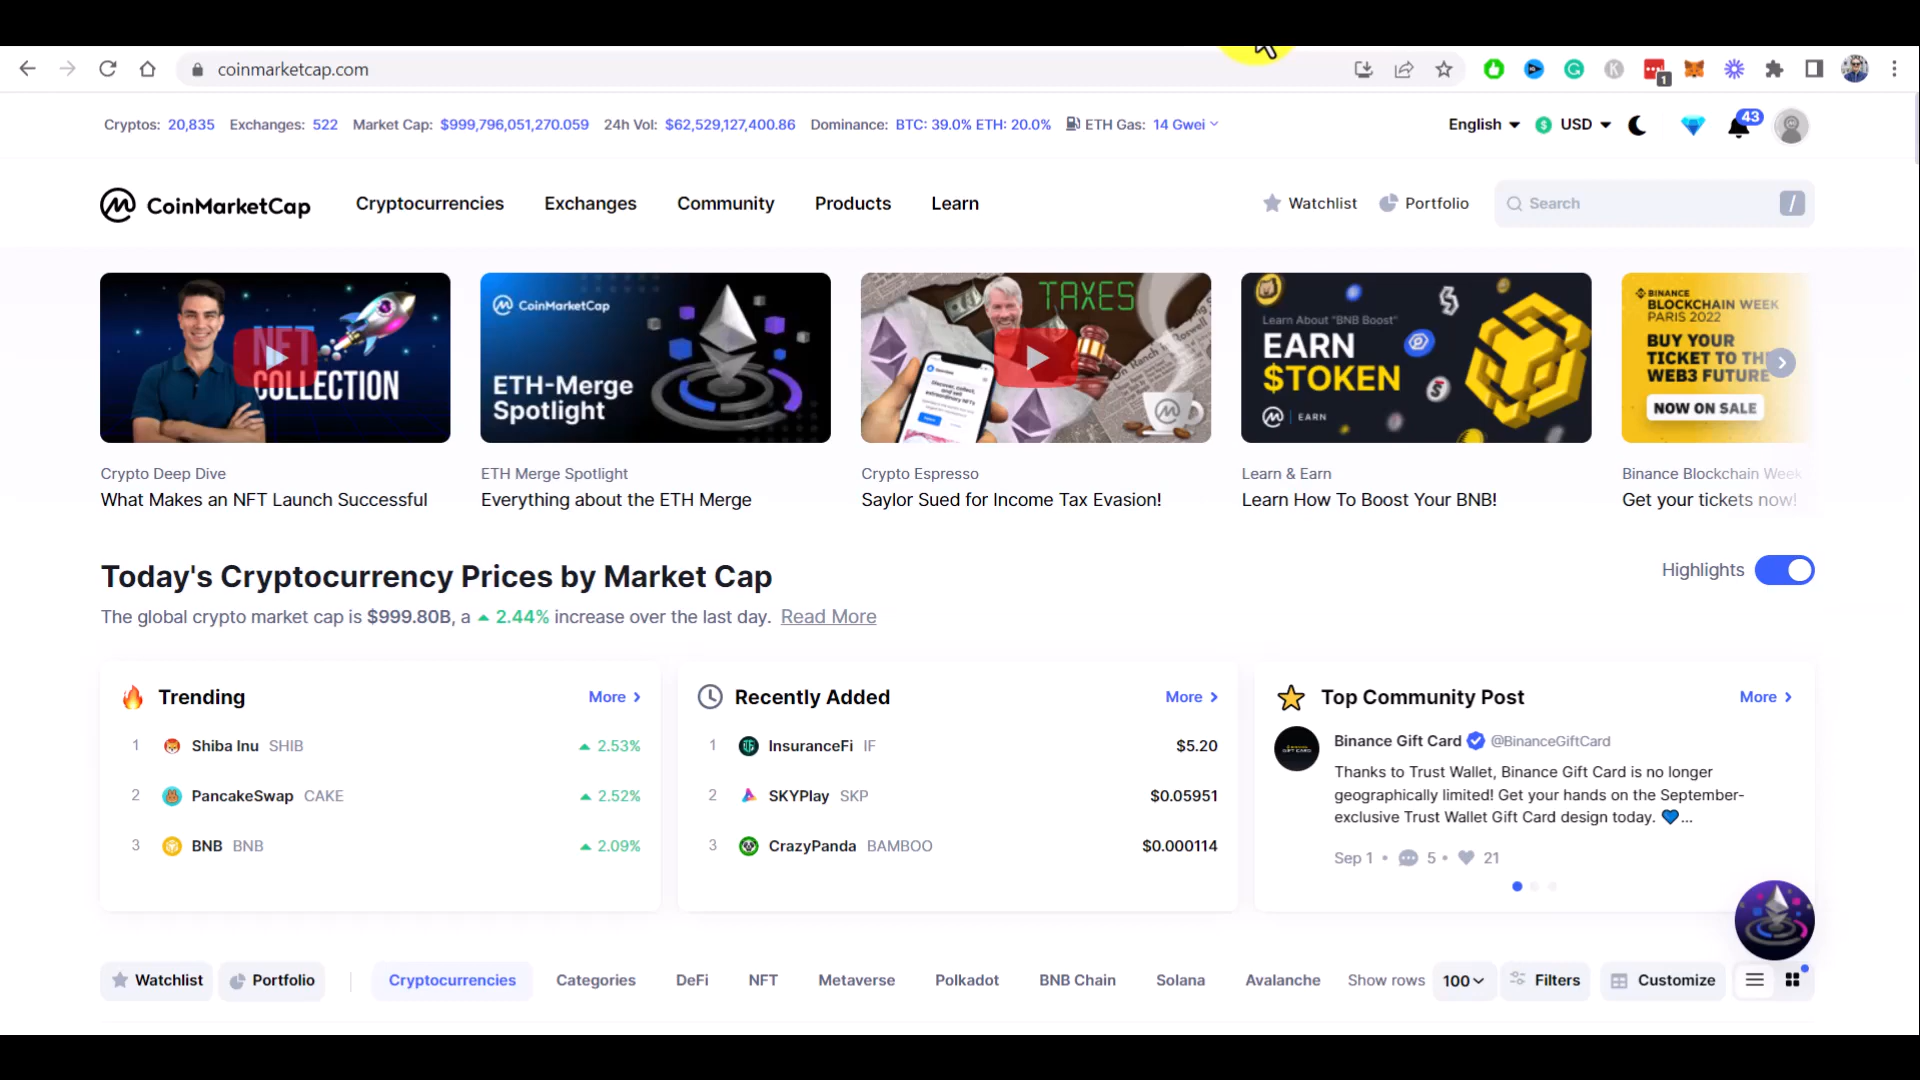 coinmarketcap.com
1
Cryptos: 20,835 Exchanges: 522 Market Cap: $999,796,051,270.059 24h Vol: $62,529,127,400.86 Dominance: BTC: 39.0% ETH: 20.0% ETH Gas: 14 Gwei
English USD 43
CoinMarketCap Cryptocurrencies Exchanges Community Products Learn
Watchlist Portfolio Search /
NFT
COLLECTION
CoinMarketCap
ETH-Merge
Spotlight
TAXES
Learn About "BNB Boost"
EARN
$TOKEN
EARN
BINANCE
BLOCKCHAIN WEEK
PARIS 2022
BUY YOUR
TICKET TO THE
WEB3 FUTURE
NOW ON SALE
Crypto Deep Dive
What Makes an NFT Launch Successful
ETH Merge Spotlight
Everything about the ETH Merge
Crypto Espresso
Saylor Sued for Income Tax Evasion!
Learn & Earn
Learn How To Boost Your BNB!
Binance Blockchain Week
Get your tickets now!
Today's Cryptocurrency Prices by Market Cap
Highlights
The global crypto market cap is $999.80B, a 2.44% increase over the last day. Read More
Trending More
1 Shiba Inu SHIB 2.53%
2 PancakeSwap CAKE 2.52%
3 BNB BNB 2.09%
Recently Added More
1 InsuranceFi IF $5.20
2 SKYPlay SKP $0.05951
3 CrazyPanda BAMBOO $0.000114
Top Community Post More
Binance Gift Card @BinanceGiftCard
Thanks to Trust Wallet, Binance Gift Card is no longer
geographically limited! Get your hands on the September-
exclusive Trust Wallet Gift Card design today. 💙...
Sep 1 • 5 • 21
Watchlist Portfolio Cryptocurrencies Categories DeFi NFT Metaverse Polkadot BNB Chain Solana Avalanche Show rows 100 Filters Customize